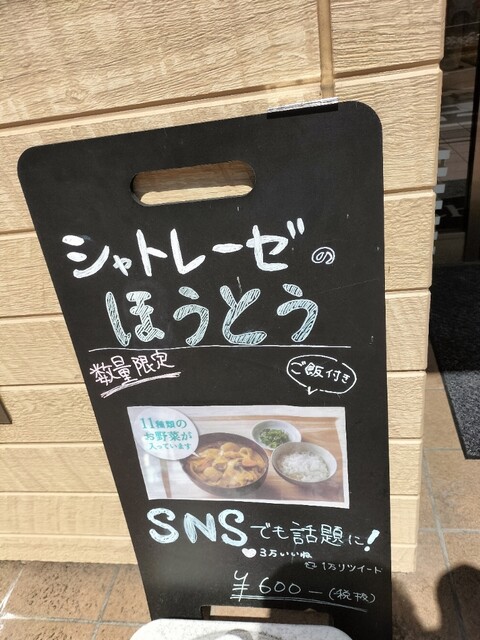 シャトレーゼの
ほうとう
数量限定
ご飯付き
11種類の
お野菜が
入っています
SNSでも話題に!
♥3万いいね
1万リツイート
¥600-(税抜)